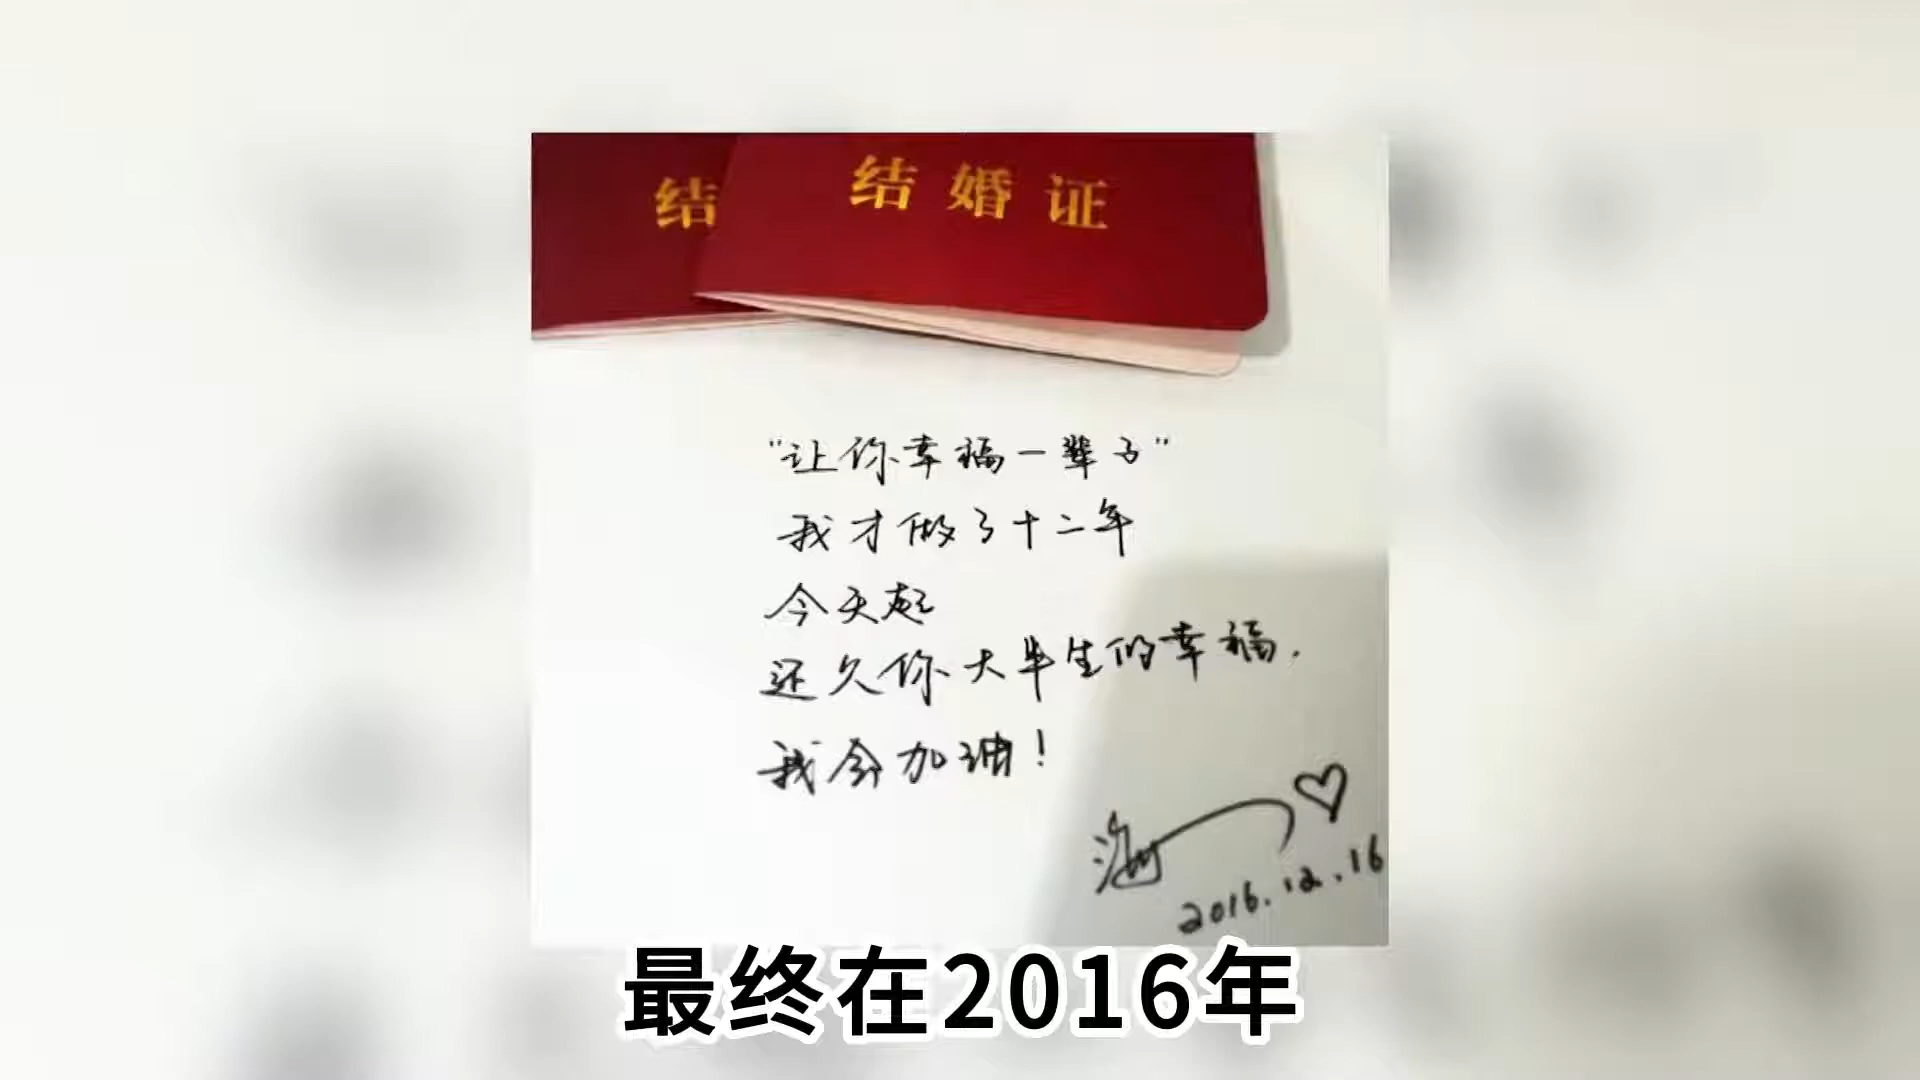 结
结婚证
"让你幸福一辈子"
我才做了十二年
今天起
还欠你大半生的幸福.
我会加油!
海
2016.12.16
最终在2016年